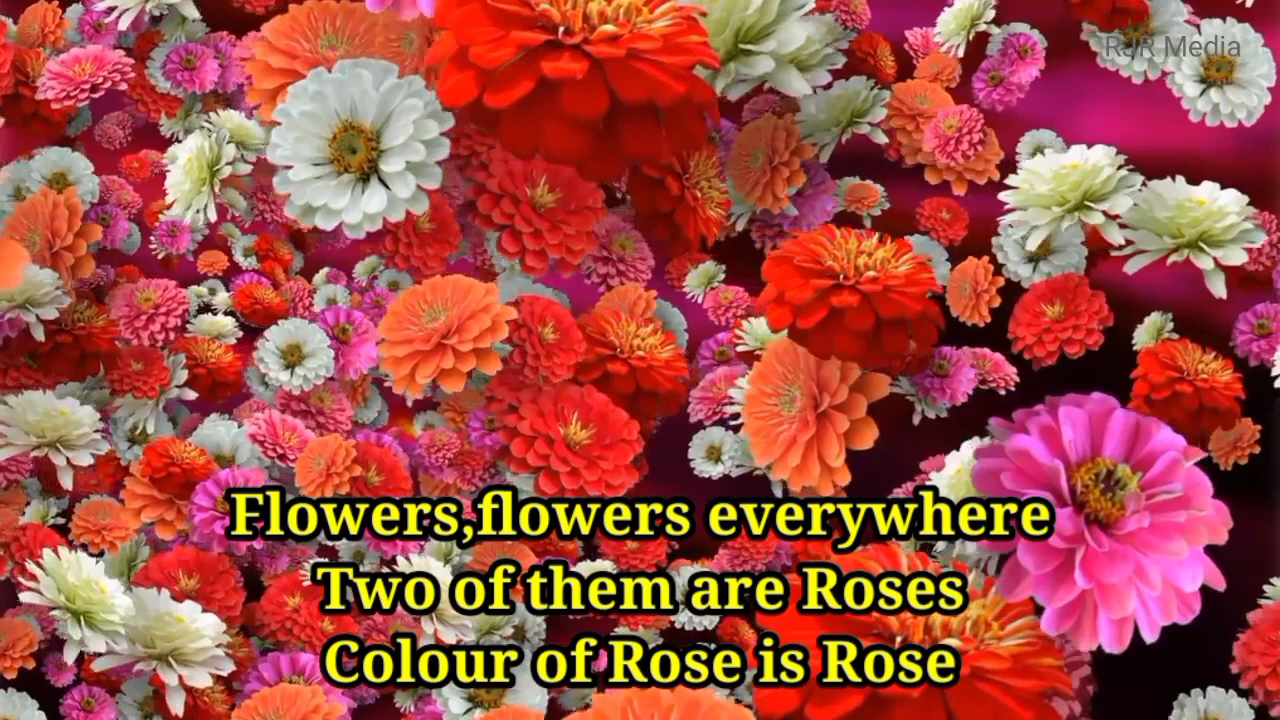 RJR Media
Flowers,flowers everywhere
Two of them are Roses
Colour of Rose is Rose